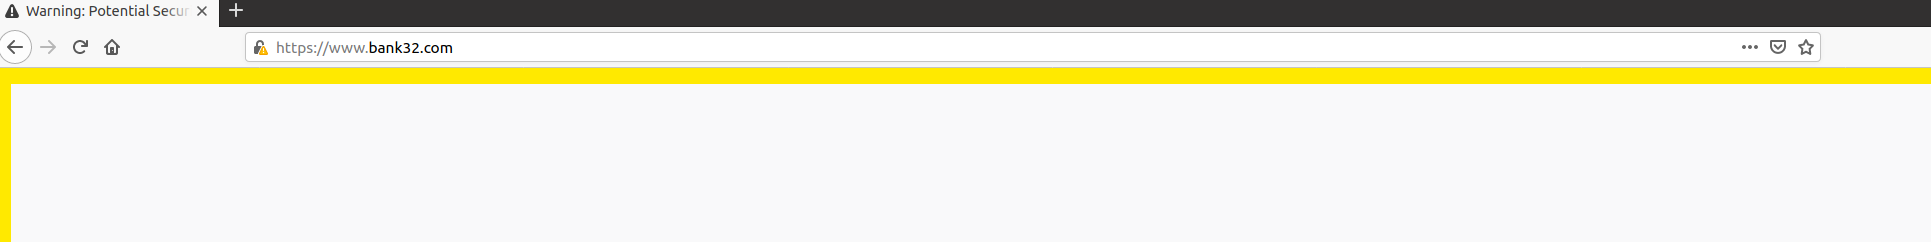 Warning: Potential Secur
https://www.bank32.com